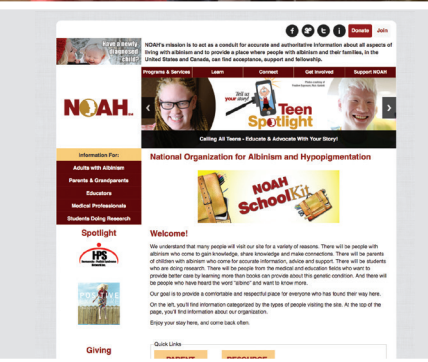 Donate Join
Have a newly
diagnosed
child?
NOAH's mission is to act as a conduit for accurate and authoritative information about all aspects of
living with albinism and to provide a place where people with albinism and their families, in the
United States and Canada, can find acceptance, support and fellowship.
Programs & Services Learn Connect Get Involved Support NOAH
NOAH
Tell us
your story!
Teen
Spotlight
Calling All Teens - Educate & Advocate With Your Story!
Information For:
Adults with Albinism
Parents & Grandparents
Educators
Medical Professionals
Students Doing Research
Spotlight
HPS
Giving
National Organization for Albinism and Hypopigmentation
NOAH
SchoolKit
Welcome!
We understand that many people will visit our site for a variety of reasons. There will be people with
albinism who come to gain knowledge, share knowledge and make connections. There will be parents
of children with albinism who come for accurate information, advice and support. There will be students
who are doing research. There will be people from the medical and education fields who want to
provide better care by learning more than books can provide about this genetic condition. And there will
be people who have heard the word "albino" and want to know more.
Our goal is to provide a comfortable and respectful place for everyone who has found their way here.
On the left, you'll find information categorized by the types of people visiting the site. At the top of the
page, you'll find information about our organization.
Enjoy your stay here, and come back often.
Quick Links
PARENT RESOURCE